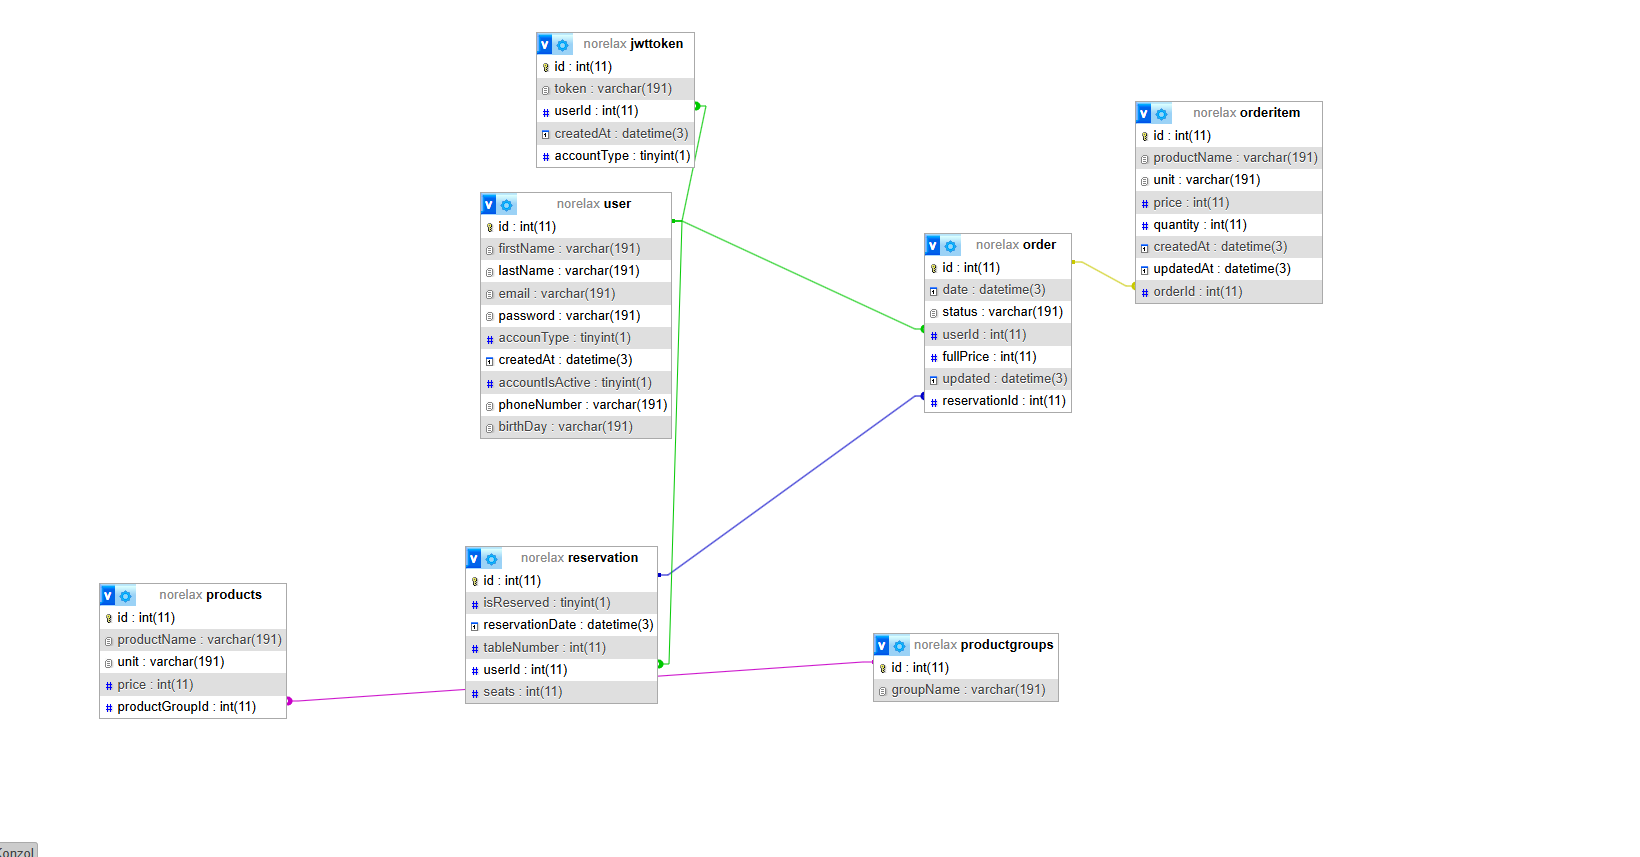 norelax jwttoken
id : int(11)
token : varchar(191)
userId : int(11)
createdAt : datetime(3)
accountType : tinyint(1)
norelax user
id : int(11)
firstName : varchar(191)
lastName : varchar(191)
email : varchar(191)
password : varchar(191)
accounType : tinyint(1)
createdAt : datetime(3)
accountIsActive : tinyint(1)
phoneNumber : varchar(191)
birthDay : varchar(191)
norelax orderitem
id : int(11)
productName : varchar(191)
unit : varchar(191)
price : int(11)
quantity : int(11)
createdAt : datetime(3)
updatedAt : datetime(3)
orderId : int(11)
norelax order
id : int(11)
date : datetime(3)
status : varchar(191)
userId : int(11)
fullPrice : int(11)
updated : datetime(3)
reservationId : int(11)
norelax reservation
id : int(11)
isReserved : tinyint(1)
reservationDate : datetime(3)
tableNumber : int(11)
userId : int(11)
seats : int(11)
norelax products
id : int(11)
productName : varchar(191)
unit : varchar(191)
price : int(11)
productGroupId : int(11)
norelax productgroups
id : int(11)
groupName : varchar(191)
Konzol